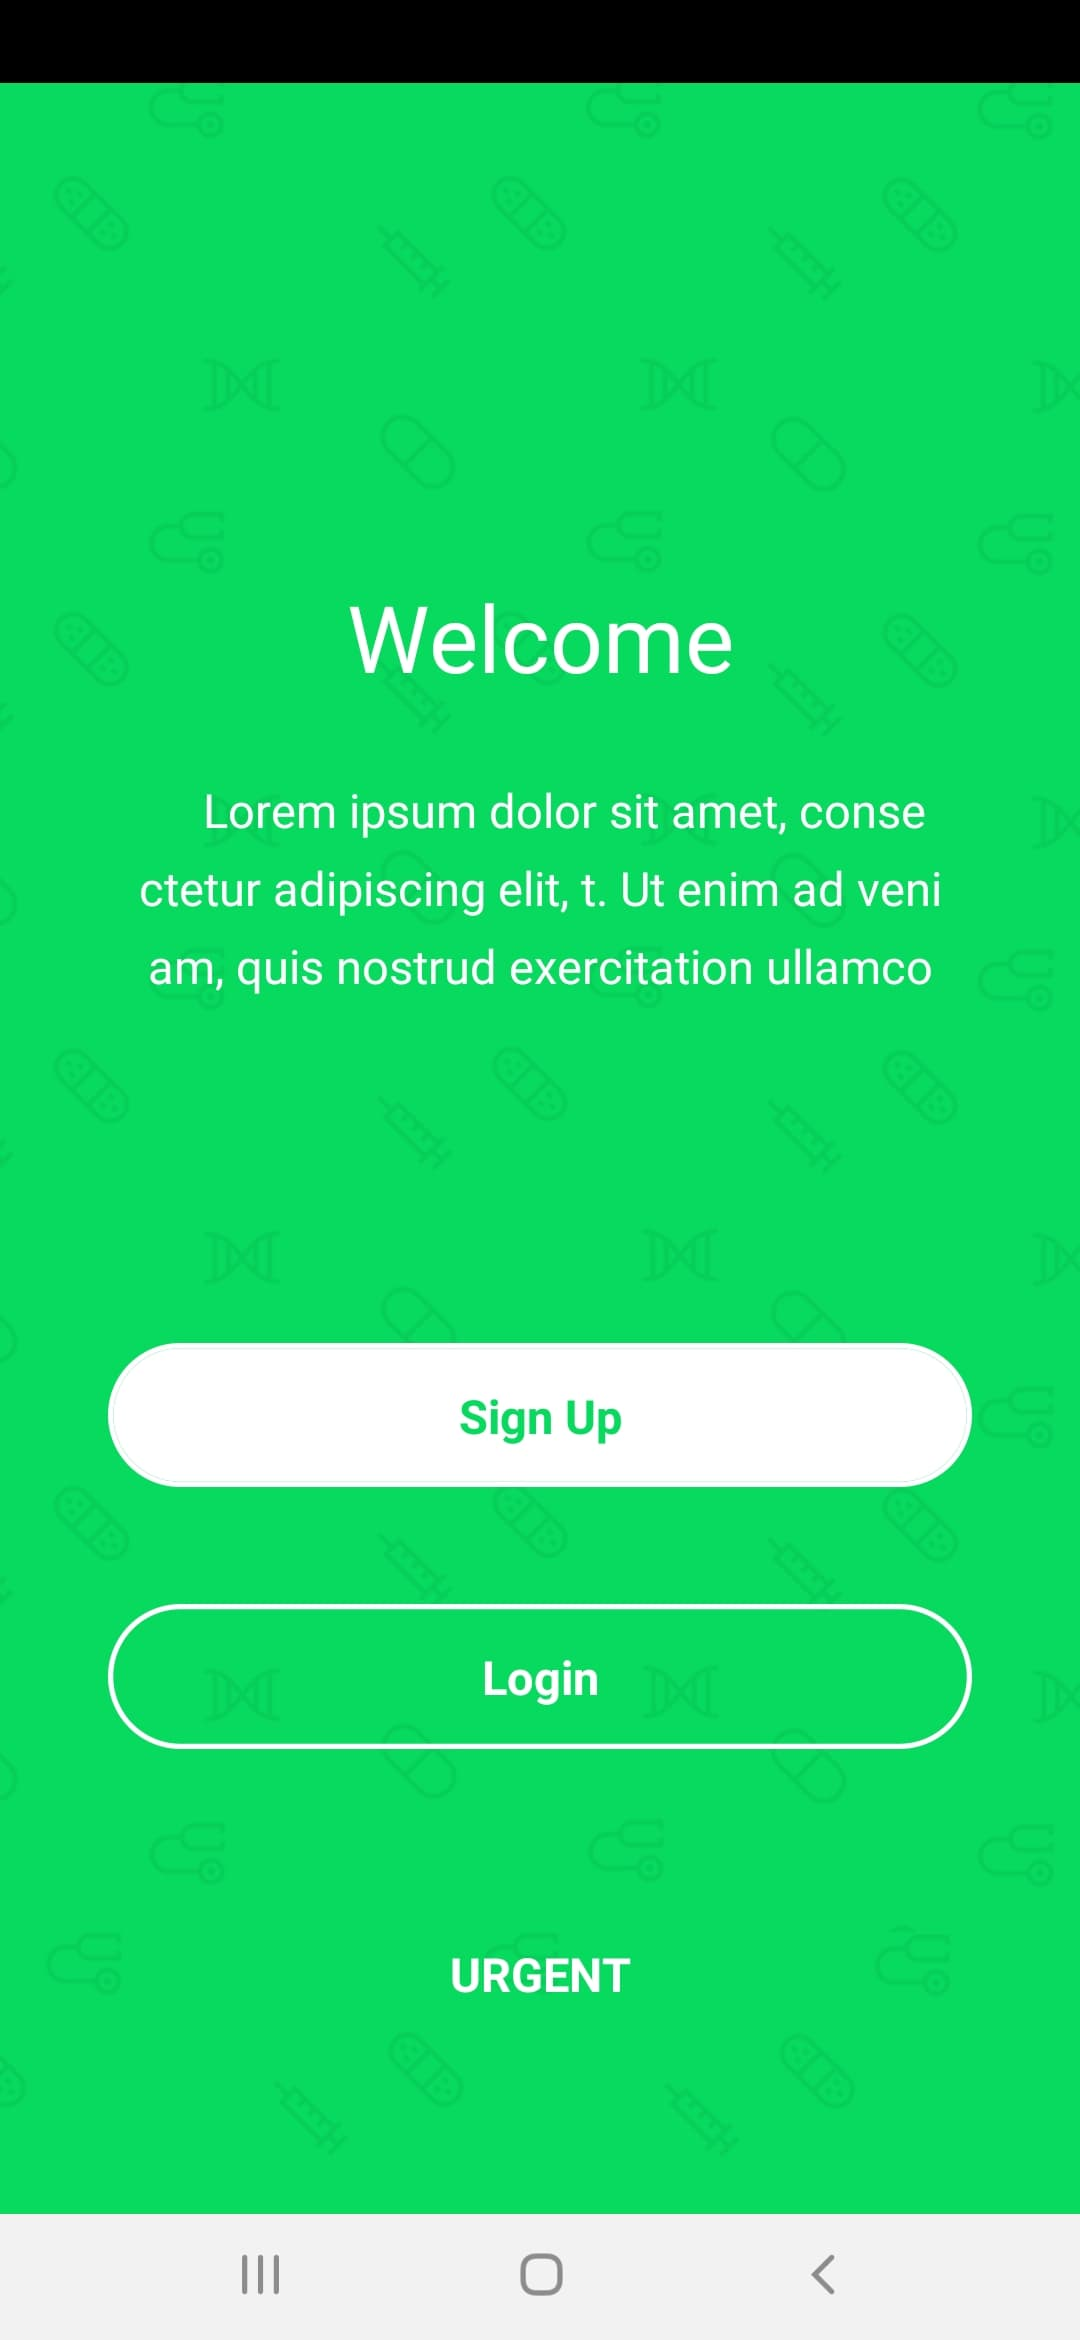 Welcome
Lorem ipsum dolor sit amet, conse
ctetur adipiscing elit, t. Ut enim ad veni
am, quis nostrud exercitation ullamco
Sign Up
Login
URGENT